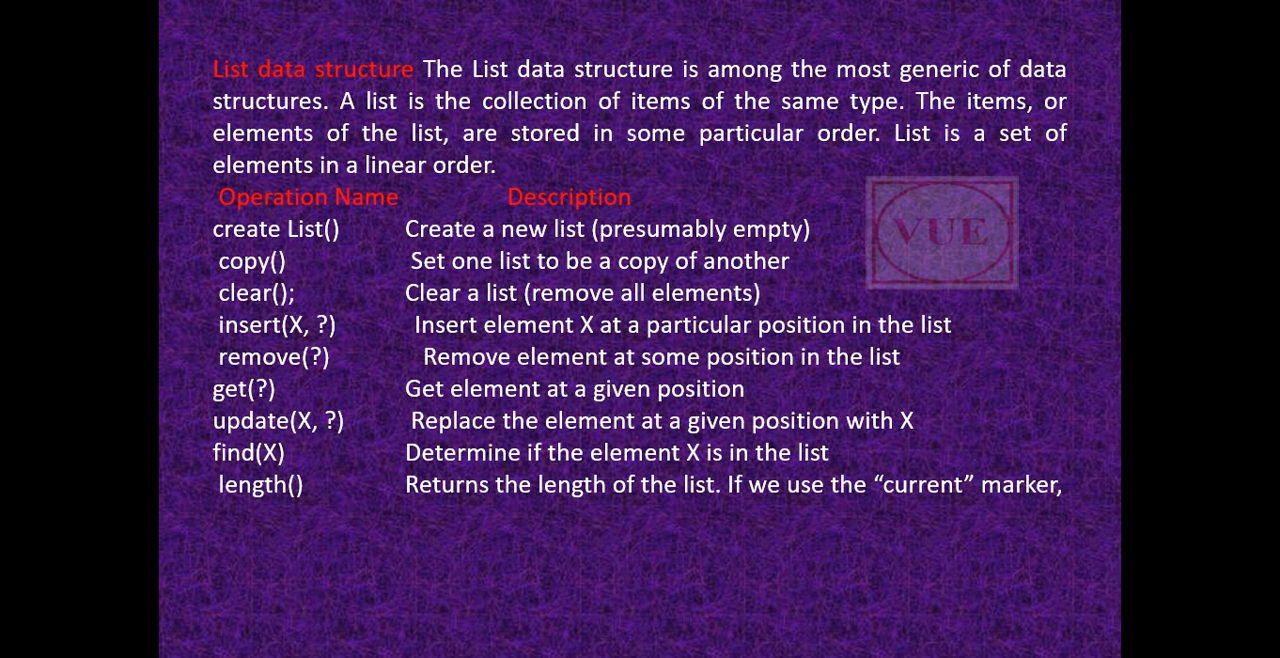 List data structure The List data structure is among the most generic of data
structures. A list is the collection of items of the same type. The items, or
elements of the list, are stored in some particular order. List is a set of
elements in a linear order.
Operation Name Description
create List() Create a new list (presumably empty)
copy() Set one list to be a copy of another
clear(); Clear a list (remove all elements)
insert(X, ?) Insert element X at a particular position in the list
remove(?) Remove element at some position in the list
get(?) Get element at a given position
update(X, ?) Replace the element at a given position with X
find(X) Determine if the element X is in the list
length() Returns the length of the list. If we use the “current” marker,
VUE